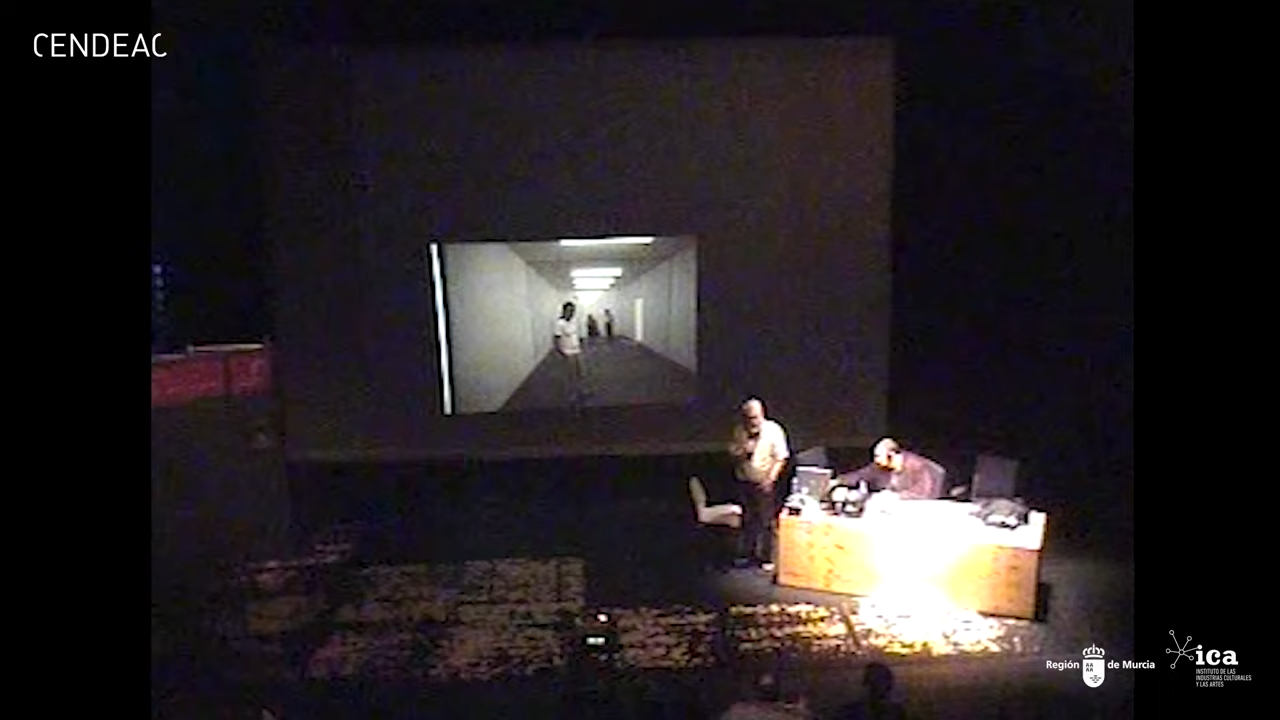 CENDEAC
Región de Murcia
ica
INSTITUTO DE LAS
INDUSTRIAS CULTURALES
Y LAS ARTES